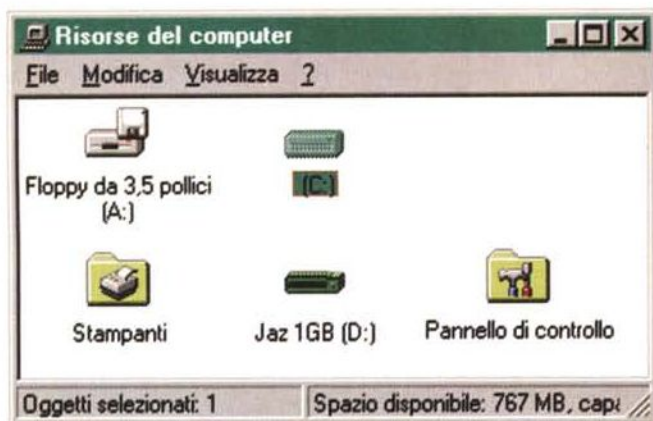 Risorse del computer
File Modifica Visualizza ?
Floppy da 3,5 pollici
(A:)
(C:)
Stampanti
Jaz 1GB (D:)
Pannello di controllo
Oggetti selezionati: 1
Spazio disponibile: 767 MB, capa